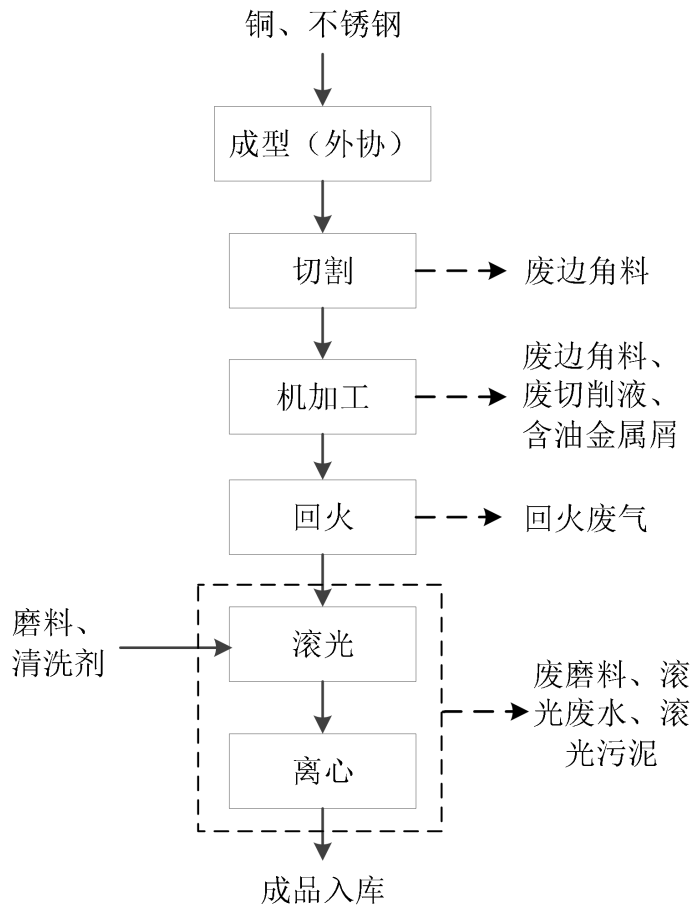 铜、不锈钢
成型（外协）
切割
废边角料
机加工
废边角料、
废切削液、
含油金属屑
回火
回火废气
磨料、
清洗剂
滚光
离心
废磨料、滚
光废水、滚
光污泥
成品入库